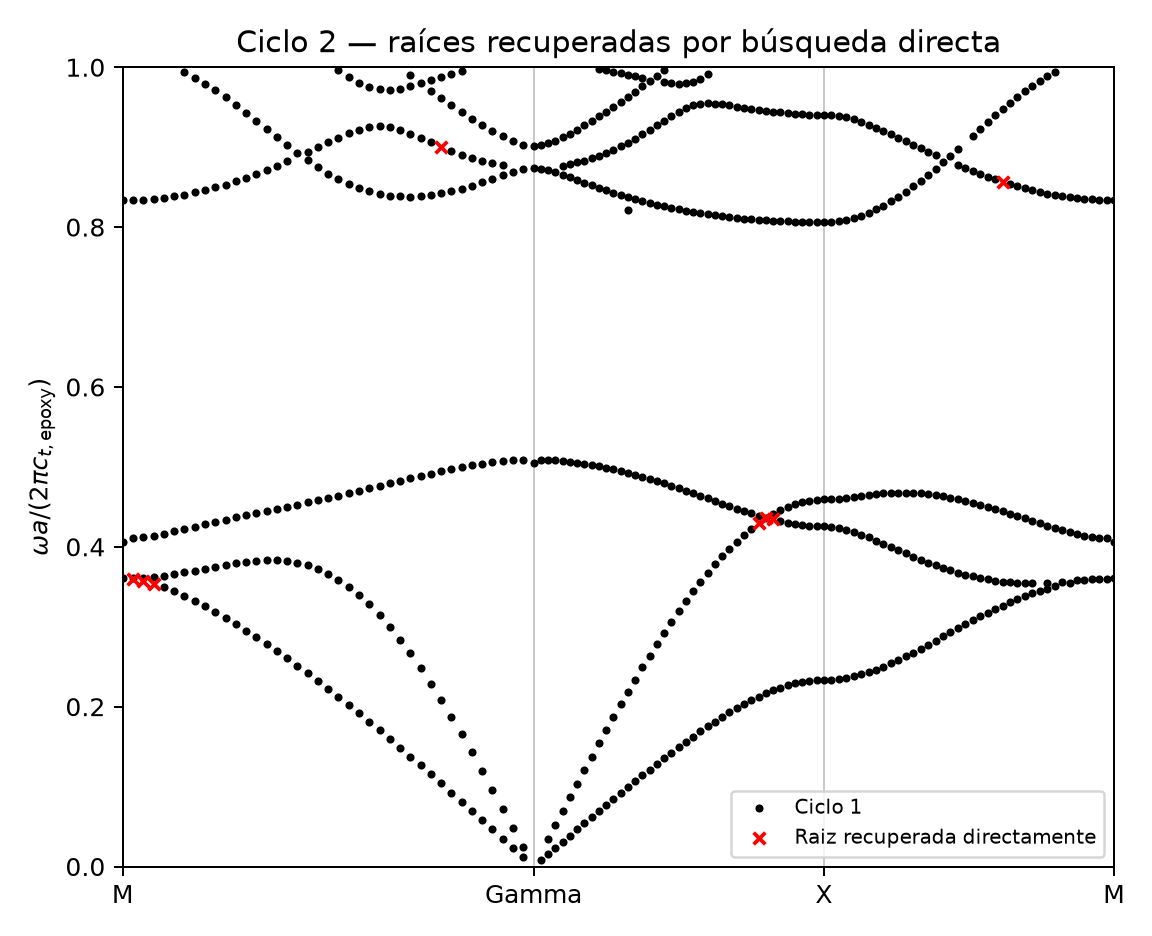 Ciclo 2 — raíces recuperadas por búsqueda directa
ωa/(2πc_{t, epoxy})
1.0
0.8
0.6
0.4
0.2
0.0
M Gamma X M
Ciclo 1
Raiz recuperada directamente